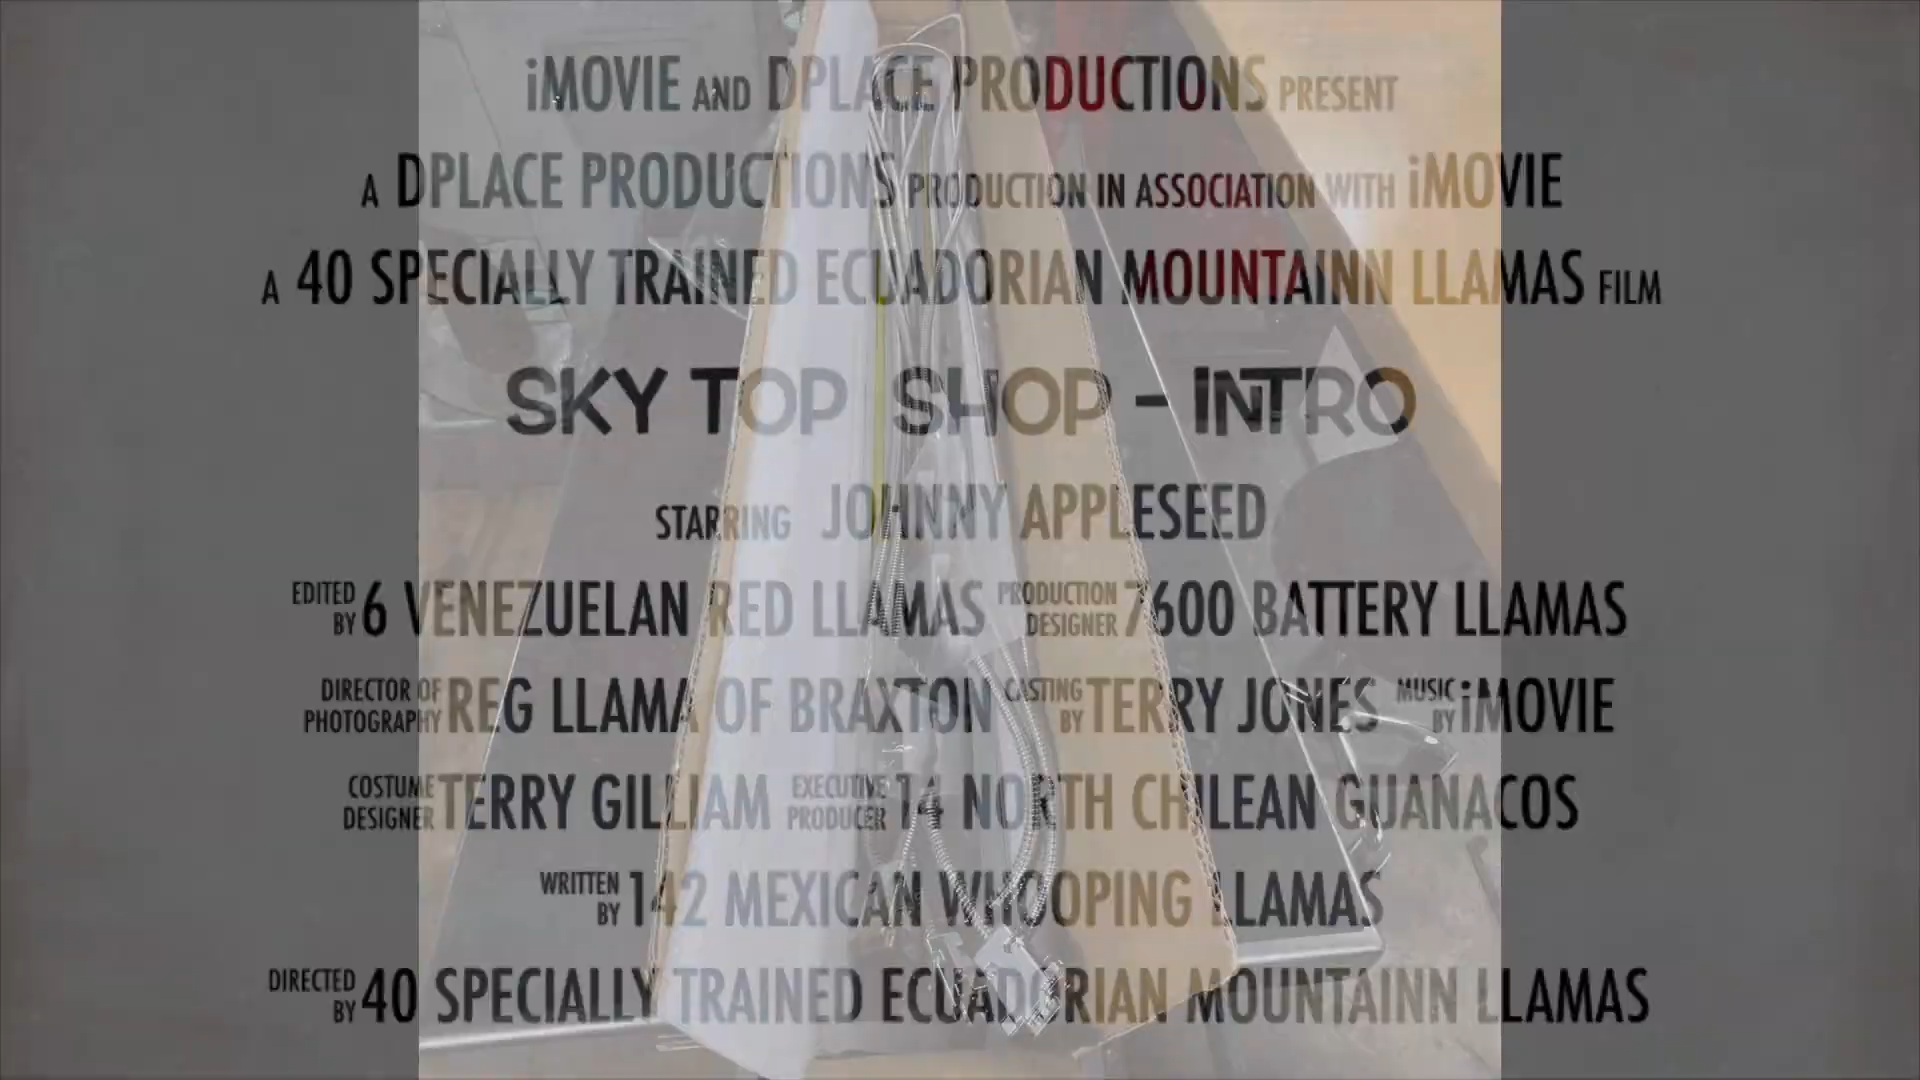 iMOVIE AND DPLACE PRODUCTIONS PRESENT
A DPLACE PRODUCTIONS PRODUCTION IN ASSOCIATION WITH iMOVIE
A 40 SPECIALLY TRAINED ECUADORIAN MOUNTAINN LLAMAS FILM
SKY TOP SHOP - INTRO
STARRING JOHNNY APPLESEED
EDITED BY 6 VENEZUELAN RED LLAMAS PRODUCTION DESIGNER 7600 BATTERY LLAMAS
DIRECTOR OF PHOTOGRAPHY REG LLAMA OF BRAXTON CASTING BY TERRY JONES MUSIC BY iMOVIE
COSTUME DESIGNER TERRY GILLIAM EXECUTIVE PRODUCER 14 NORTH CHILEAN GUANACOS
WRITTEN BY 142 MEXICAN WHOOPING LLAMAS
DIRECTED BY 40 SPECIALLY TRAINED ECUADORIAN MOUNTAINN LLAMAS